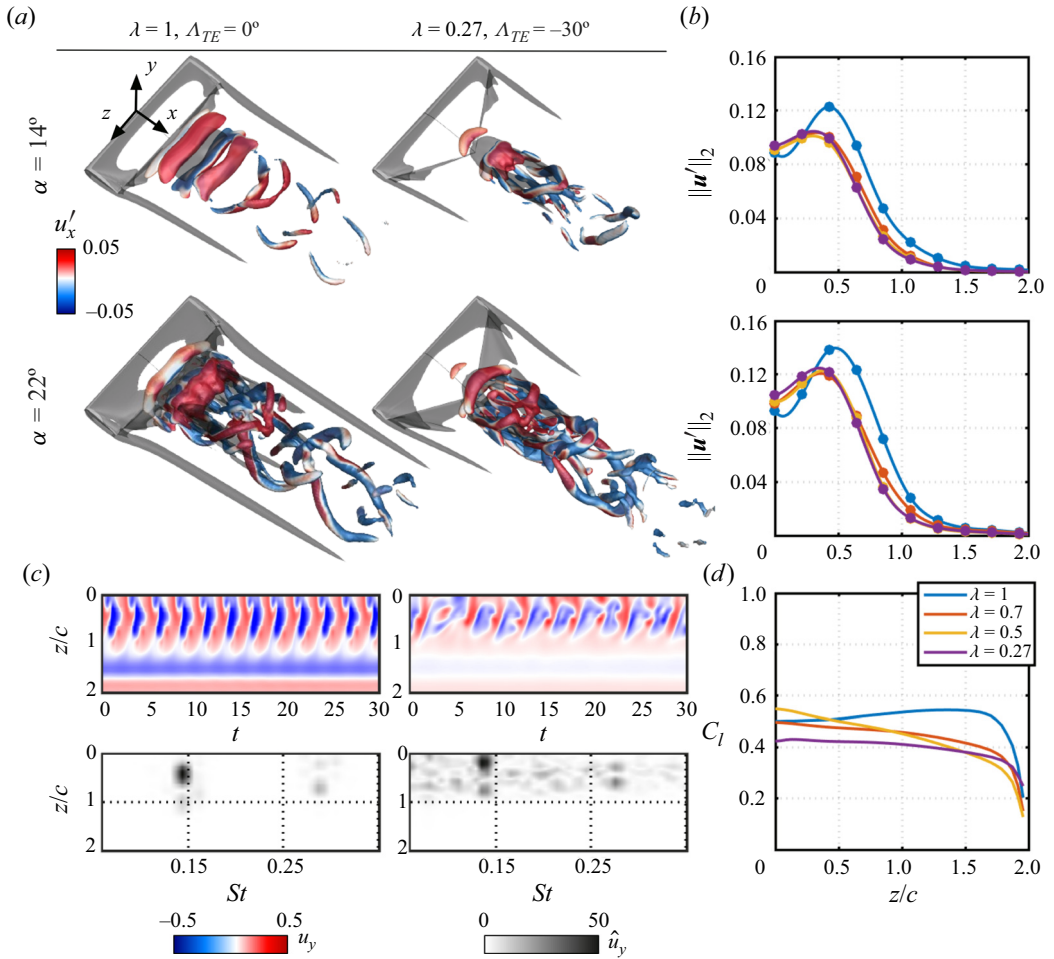 (a)
λ = 1, Λ_TE = 0º
λ = 0.27, Λ_TE = –30º
(b)
y
z
x
α = 14º
u′x
0.05
–0.05
α = 22º
0.16
0.12
0.08
0.04
||u′||2
0 0.5 1.0 1.5 2.0
0.16
0.12
0.08
0.04
||u′||2
0 0.5 1.0 1.5 2.0
(c)
0
1
2
z/c
0 5 10 15 20 25 30
t
0
1
2
0 5 10 15 20 25 30
t
0
1
2
z/c
0.15 0.25
St
0
1
2
0.15 0.25
St
–0.5 0.5
uy
0 50
ûy
(d)
1.0
0.8
0.6
0.4
0.2
Cl
λ = 1
λ = 0.7
λ = 0.5
λ = 0.27
0 0.5 1.0 1.5 2.0
z/c